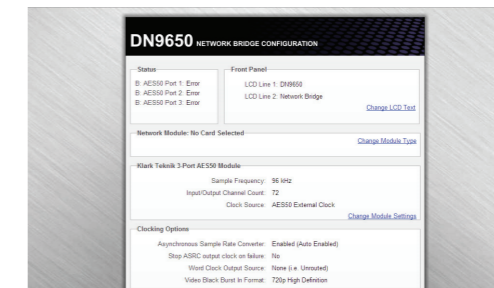 DN9650 NETWORK BRIDGE CONFIGURATION
Status
B: AES50 Port 1: Error
B: AES50 Port 2: Error
B: AES50 Port 3: Error
Front Panel
LCD Line 1: DN9650
LCD Line 2: Network Bridge
Change LCD Text
Network Module: No Card Selected
Change Module Type
Klark Teknik 3-Port AES50 Module
Sample Frequency: 96 kHz
Input/Output Channel Count: 72
Clock Source: AES50 External Clock
Change Module Settings
Clocking Options
Asynchronous Sample Rate Converter: Enabled (Auto Enabled)
Stop ASRC output clock on failure: No
Word Clock Output Source: None (i.e. Unrouted)
Video Black Burst In Format: 720p High Definition